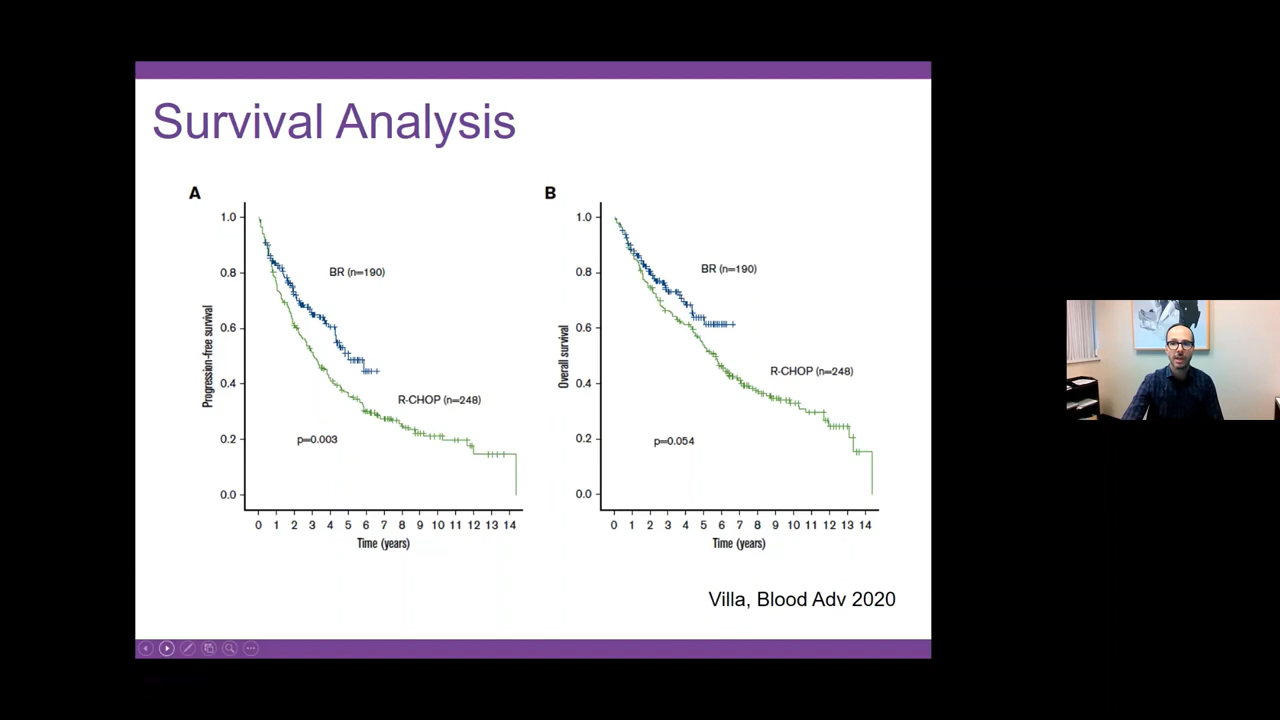 Survival Analysis
A
1.0
0.8
0.6
0.4
0.2
0.0
Progression-free survival
BR (n=190)
R-CHOP (n=248)
p=0.003
0 1 2 3 4 5 6 7 8 9 10 11 12 13 14
Time (years)
B
1.0
0.8
0.6
0.4
0.2
0.0
Overall survival
BR (n=190)
R-CHOP (n=248)
p=0.054
0 1 2 3 4 5 6 7 8 9 10 11 12 13 14
Time (years)
Villa, Blood Adv 2020